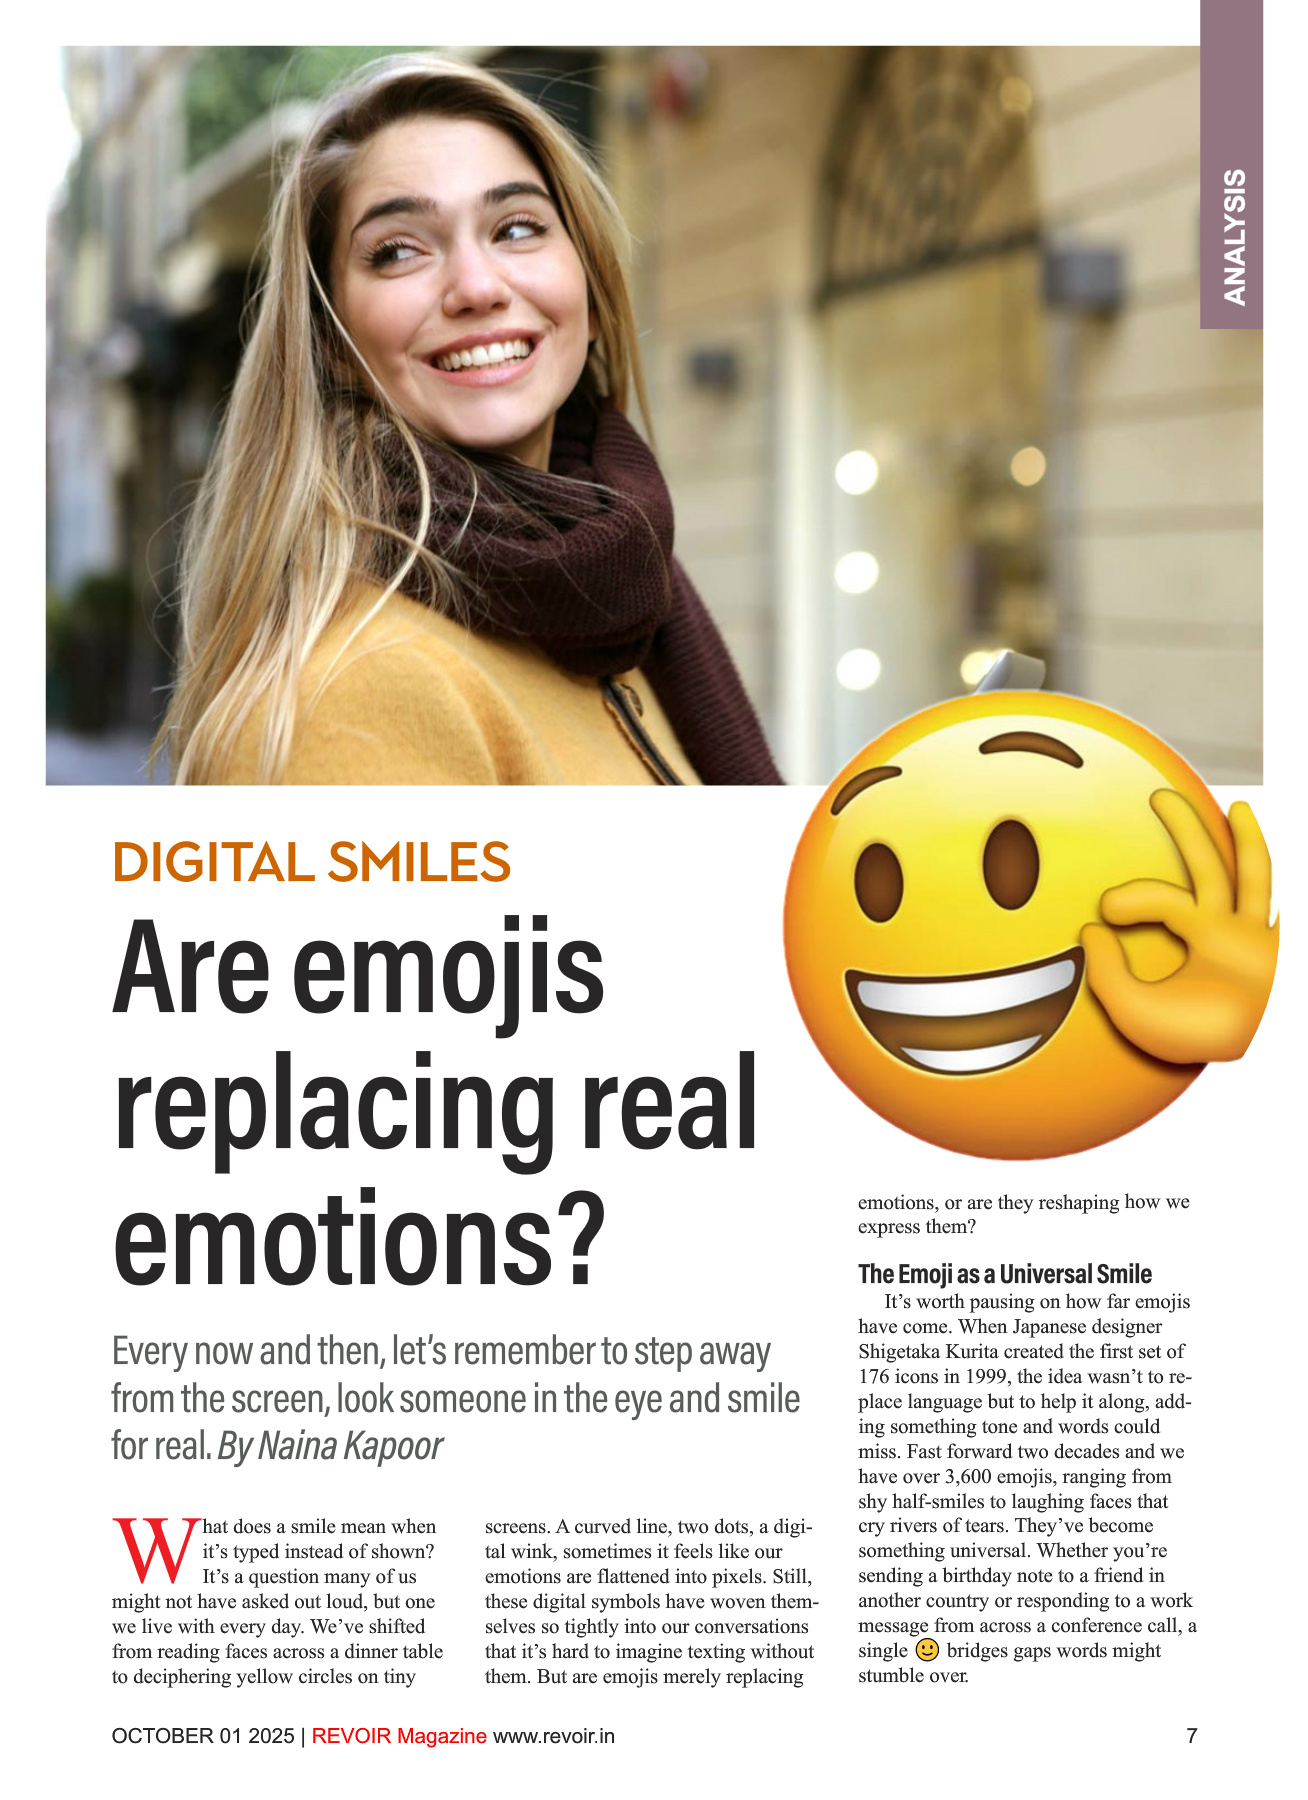 ANALYSIS
DIGITAL SMILES
Are emojis
replacing real
emotions?
Every now and then, let's remember to step away
from the screen, look someone in the eye and smile
for real. By Naina Kapoor
What does a smile mean when
it's typed instead of shown?
It's a question many of us
might not have asked out loud, but one
we live with every day. We've shifted
from reading faces across a dinner table
to deciphering yellow circles on tiny
screens. A curved line, two dots, a digi-
tal wink, sometimes it feels like our
emotions are flattened into pixels. Still,
these digital symbols have woven them-
selves so tightly into our conversations
that it's hard to imagine texting without
them. But are emojis merely replacing
emotions, or are they reshaping how we
express them?
The Emoji as a Universal Smile
It's worth pausing on how far emojis
have come. When Japanese designer
Shigetaka Kurita created the first set of
176 icons in 1999, the idea wasn't to re-
place language but to help it along, add-
ing something tone and words could
miss. Fast forward two decades and we
have over 3,600 emojis, ranging from
shy half-smiles to laughing faces that
cry rivers of tears. They've become
something universal. Whether you're
sending a birthday note to a friend in
another country or responding to a work
message from across a conference call, a
single 🙂 bridges gaps words might
stumble over.
OCTOBER 01 2025 | REVOIR Magazine www.revoir.in
7